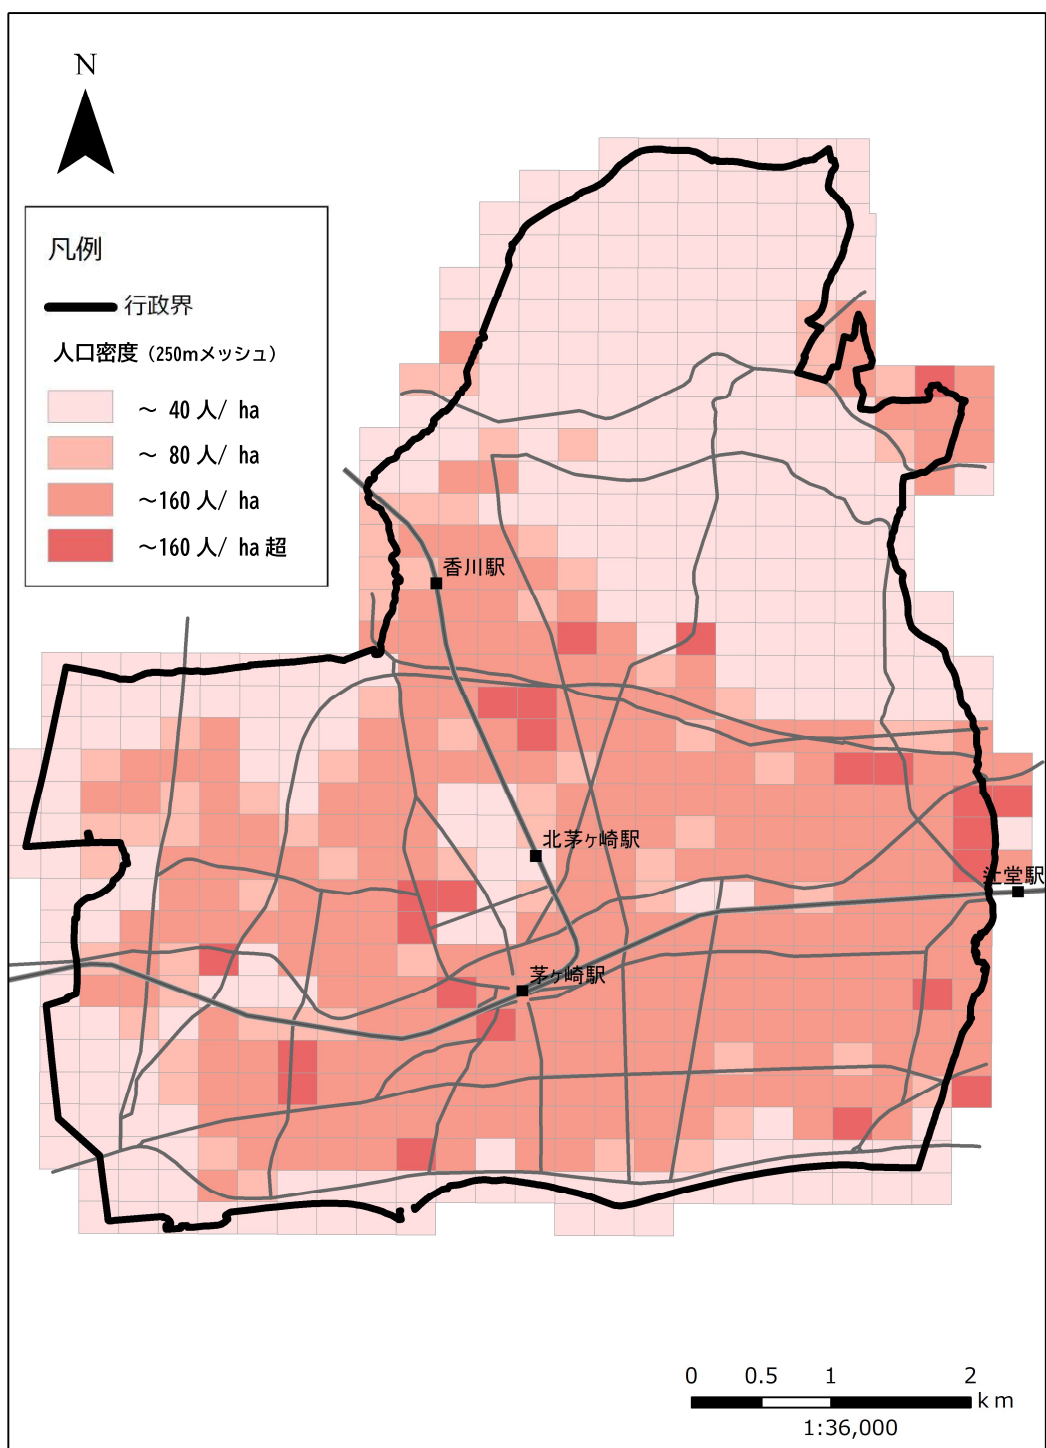 N
凡例
行政界
人口密度（250mメッシュ）
～ 40 人/ ha
～ 80 人/ ha
～160 人/ ha
～160 人/ ha 超
香川駅
北茅ヶ崎駅
辻堂駅
茅ヶ崎駅
0 0.5 1 2
km
1:36,000